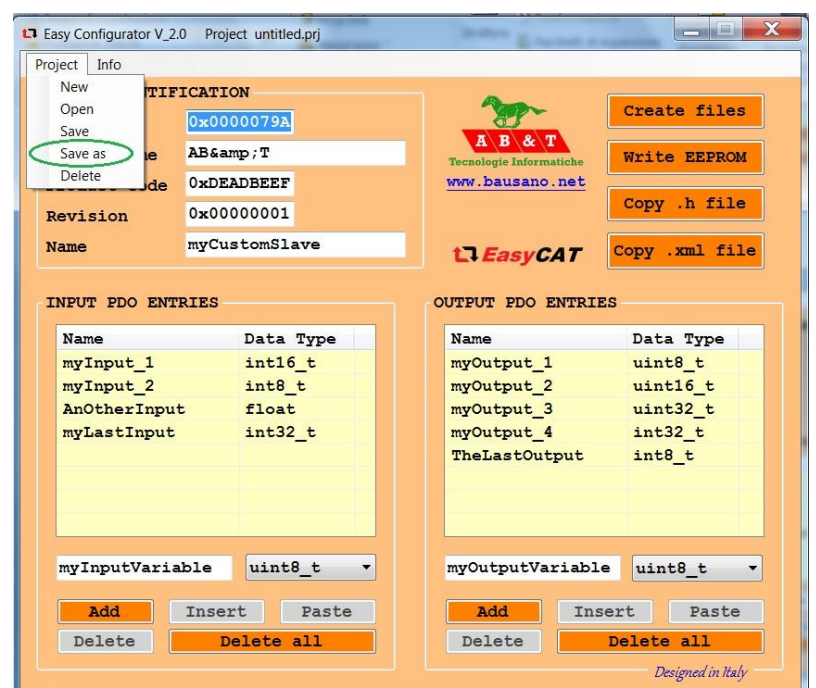 Easy Configurator V_2.0 Project untitled.prj
Project Info
New
Open
Save
Save as
Delete
TIFICATION
0x0000079A
me AB&amp;T
Product Code 0xDEADBEEF
Revision 0x00000001
Name myCustomSlave
A B & T
Tecnologie Informatiche
www.bausano.net
EasyCAT
Create files
Write EEPROM
Copy .h file
Copy .xml file
INPUT PDO ENTRIES
Name Data Type
myInput_1 int16_t
myInput_2 int8_t
AnOtherInput float
myLastInput int32_t
myInputVariable uint8_t
Add Insert Paste
Delete Delete all
OUTPUT PDO ENTRIES
Name Data Type
myOutput_1 uint8_t
myOutput_2 uint16_t
myOutput_3 uint32_t
myOutput_4 int32_t
TheLastOutput int8_t
myOutputVariable uint8_t
Add Insert Paste
Delete Delete all
Designed in Italy